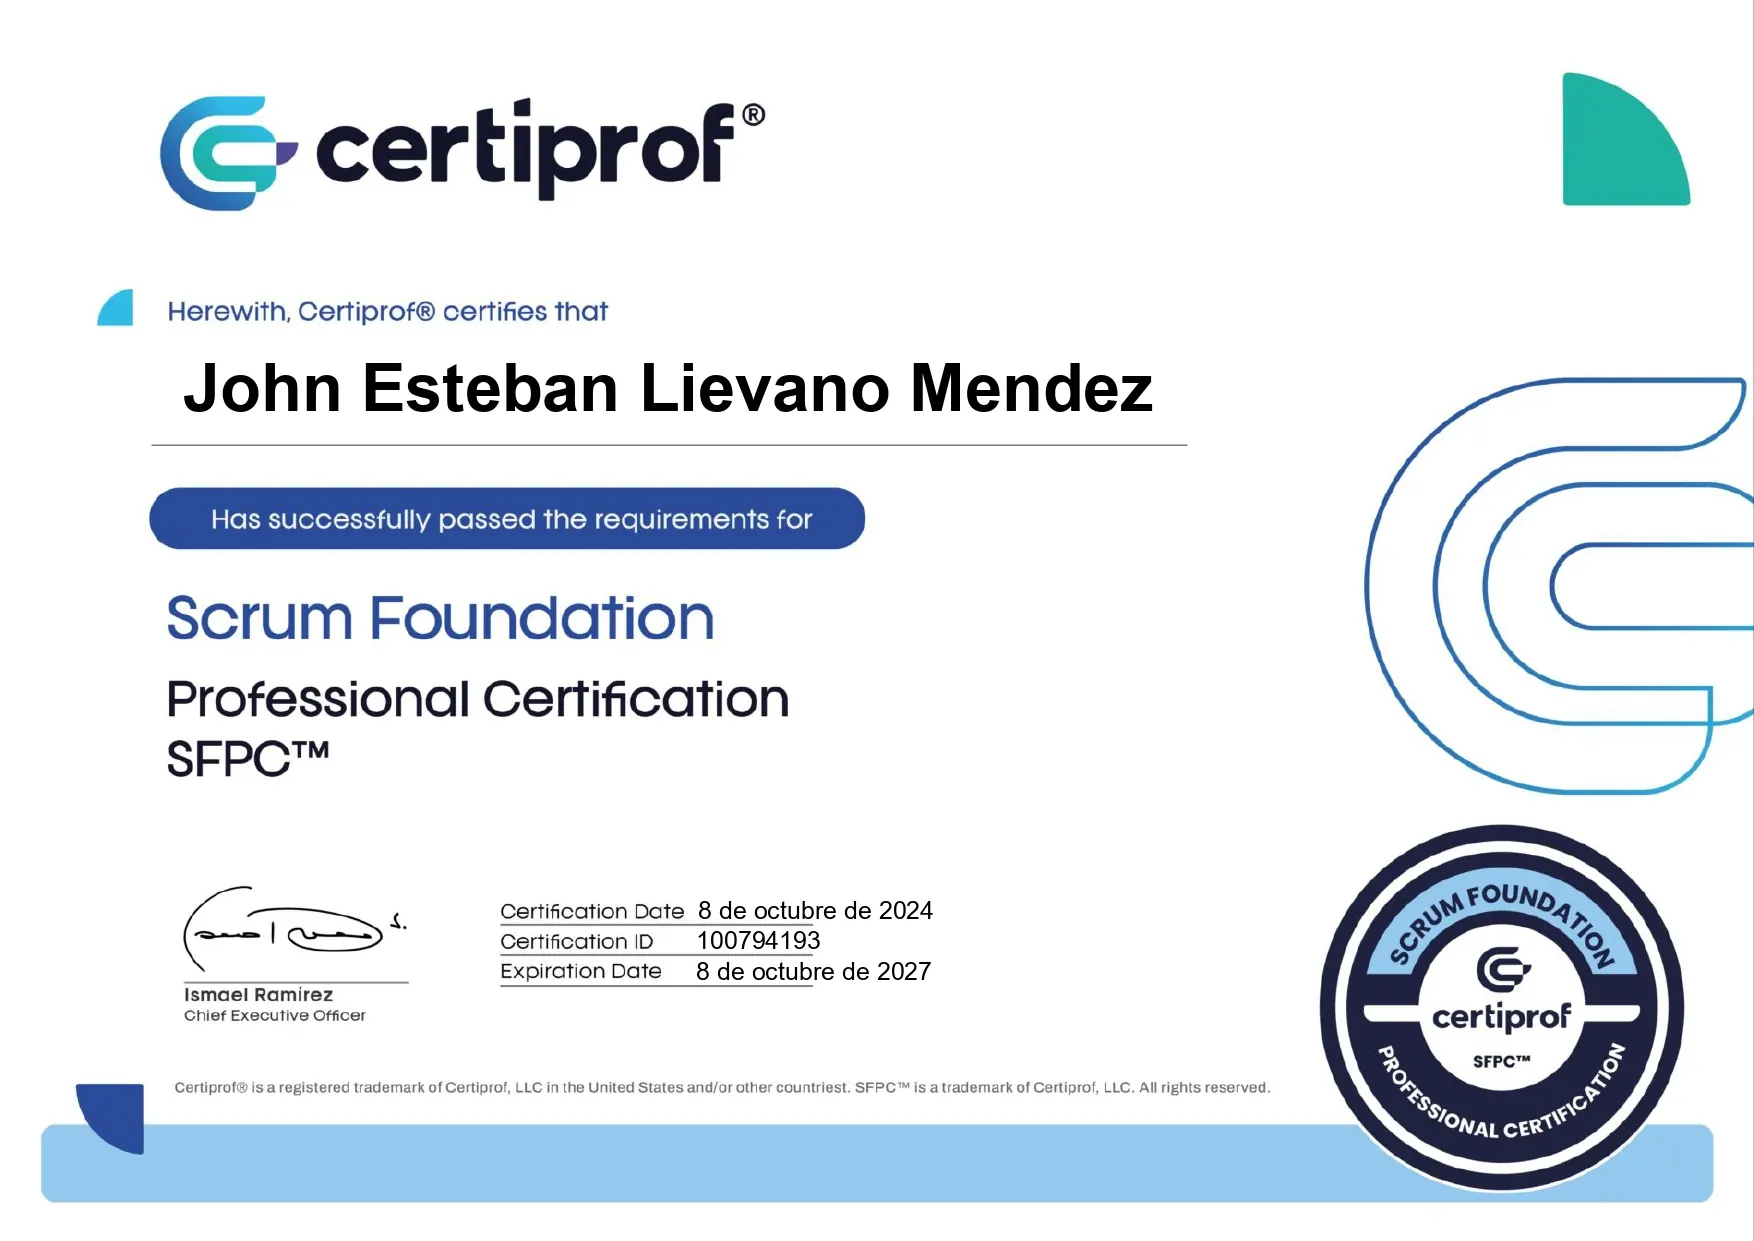 certiprof®
Herewith, Certiprof® certifies that
John Esteban Lievano Mendez
Has successfully passed the requirements for
Scrum Foundation
Professional Certification
SFPC™
Certification Date 8 de octubre de 2024
Certification ID 100794193
Expiration Date 8 de octubre de 2027
Ismael Ramírez
Chief Executive Officer
SCRUM FOUNDATION
certiprof
SFPC™
PROFESSIONAL CERTIFICATION
Certiprof® is a registered trademark of Certiprof, LLC in the United States and/or other countriest. SFPC™ is a trademark of Certiprof, LLC. All rights reserved.